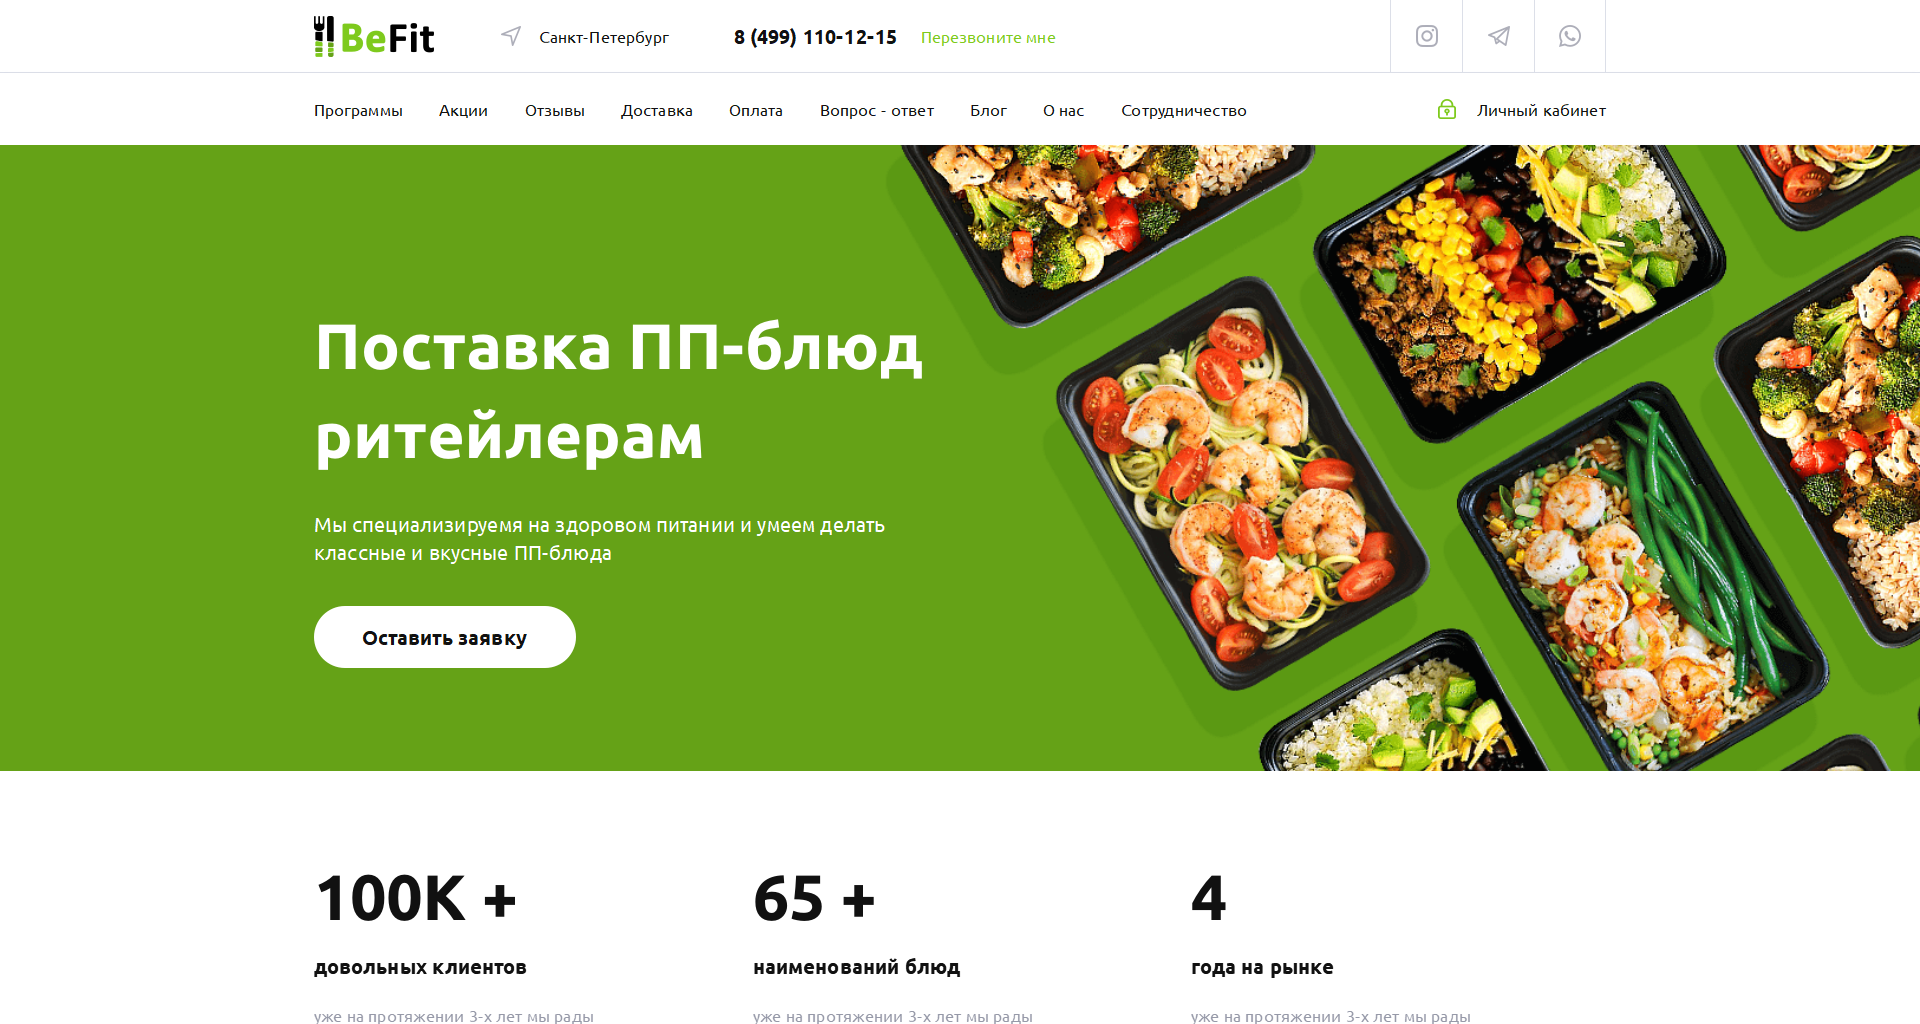 BeFit
Санкт-Петербург
8 (499) 110-12-15
Перезвоните мне
Программы
Акции
Отзывы
Доставка
Оплата
Вопрос - ответ
Блог
О нас
Сотрудничество
Личный кабинет
Поставка ПП-блюд
ритейлерам
Мы специализируемя на здоровом питании и умеем делать
классные и вкусные ПП-блюда
Оставить заявку
100K +
довольных клиентов
уже на протяжении 3-х лет мы рады
65 +
наименований блюд
уже на протяжении 3-х лет мы рады
4
года на рынке
уже на протяжении 3-х лет мы рады